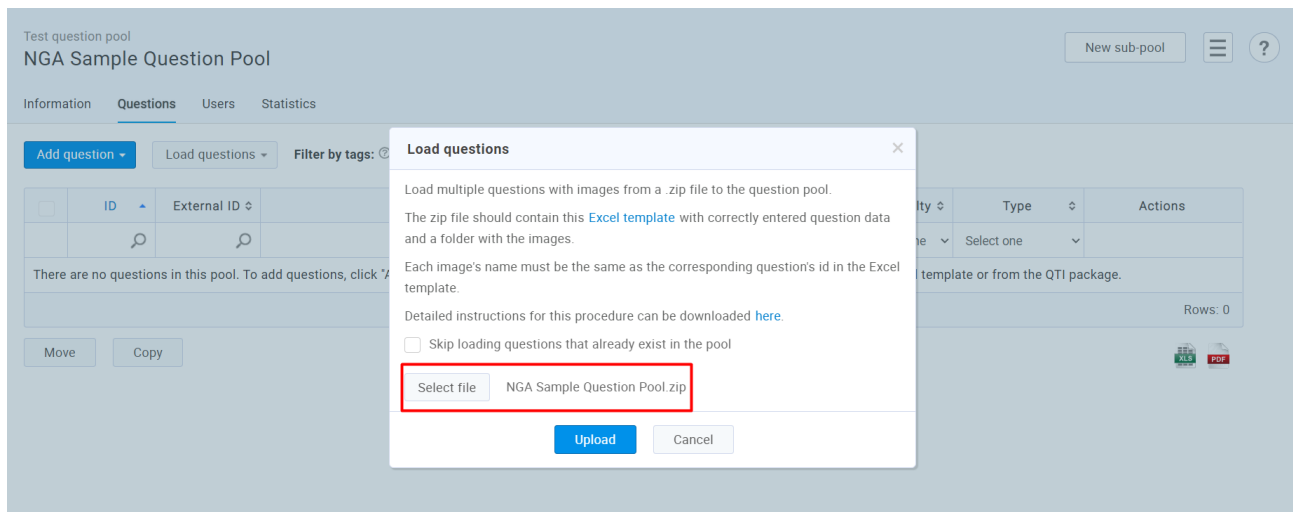 Test question pool
NGA Sample Question Pool
New sub-pool
?
Information Questions Users Statistics
Add question Load questions Filter by tags:
Load questions
Load multiple questions with images from a .zip file to the question pool.
The zip file should contain this Excel template with correctly entered question data
and a folder with the images.
Each image's name must be the same as the corresponding question's id in the Excel
template.
Detailed instructions for this procedure can be downloaded here.
Skip loading questions that already exist in the pool
Select file NGA Sample Question Pool.zip
Upload Cancel
ID External ID Type Actions
Select one
There are no questions in this pool. To add questions, click template or from the QTI package.
Rows: 0
Move Copy
XLS PDF